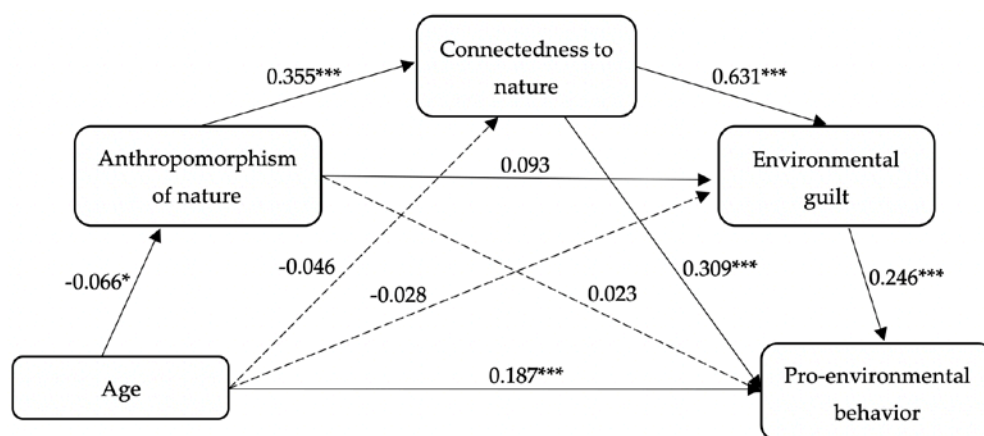 Connectedness to
nature
0.355***
0.631***
Anthropomorphism
of nature
0.093
Environmental
guilt
-0.066*
-0.046
-0.028
0.023
0.309***
0.246***
Age
0.187***
Pro-environmental
behavior